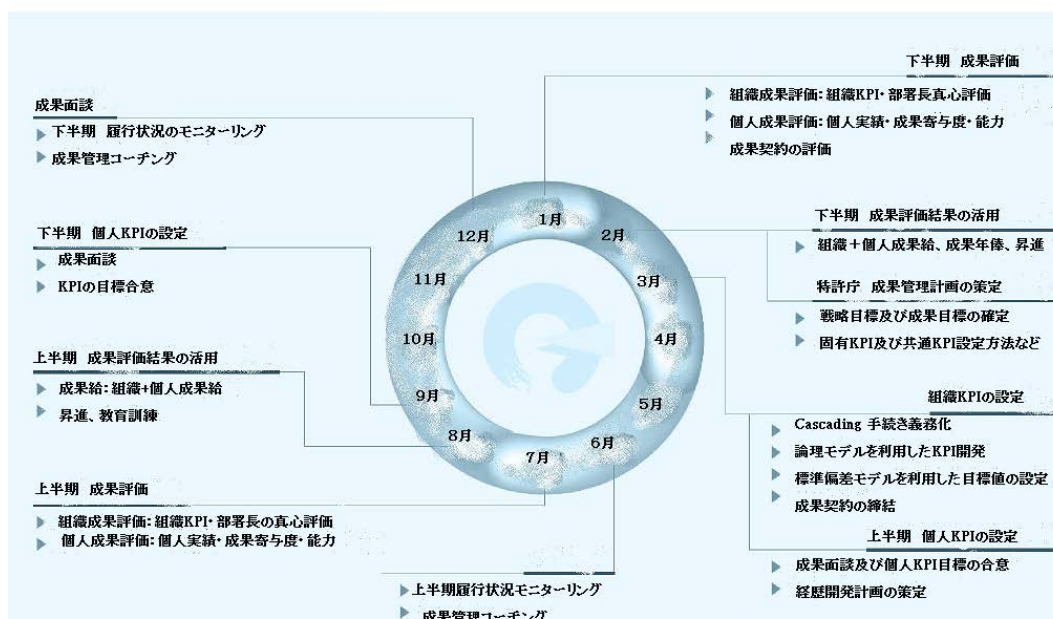 下半期 成果評価
組織成果評価: 組織KPI・部署長真心評価
個人成果評価: 個人実績・成果寄与度・能力
成果契約の評価
下半期 成果評価結果の活用
組織+個人成果給、成果年俸、昇進
特許庁 成果管理計画の策定
戦略目標及び成果目標の確定
固有KPI及び共通KPI設定方法など
組織KPIの設定
Cascading 手続き義務化
論理モデルを利用したKPI開発
標準偏差モデルを利用した目標値の設定
成果契約の締結
上半期 個人KPIの設定
成果面談及び個人KPI目標の合意
経歴開発計画の策定
上半期履行状況モニターリング
成果管理コーチング
上半期 成果評価
組織成果評価: 組織KPI・部署長の真心評価
個人成果評価: 個人実績・成果寄与度・能力
上半期 成果評価結果の活用
成果給: 組織+個人成果給
昇進、教育訓練
下半期 個人KPIの設定
成果面談
KPIの目標合意
成果面談
下半期 履行状況のモニターリング
成果管理コーチング
1月
2月
3月
4月
5月
6月
7月
8月
9月
10月
11月
12月